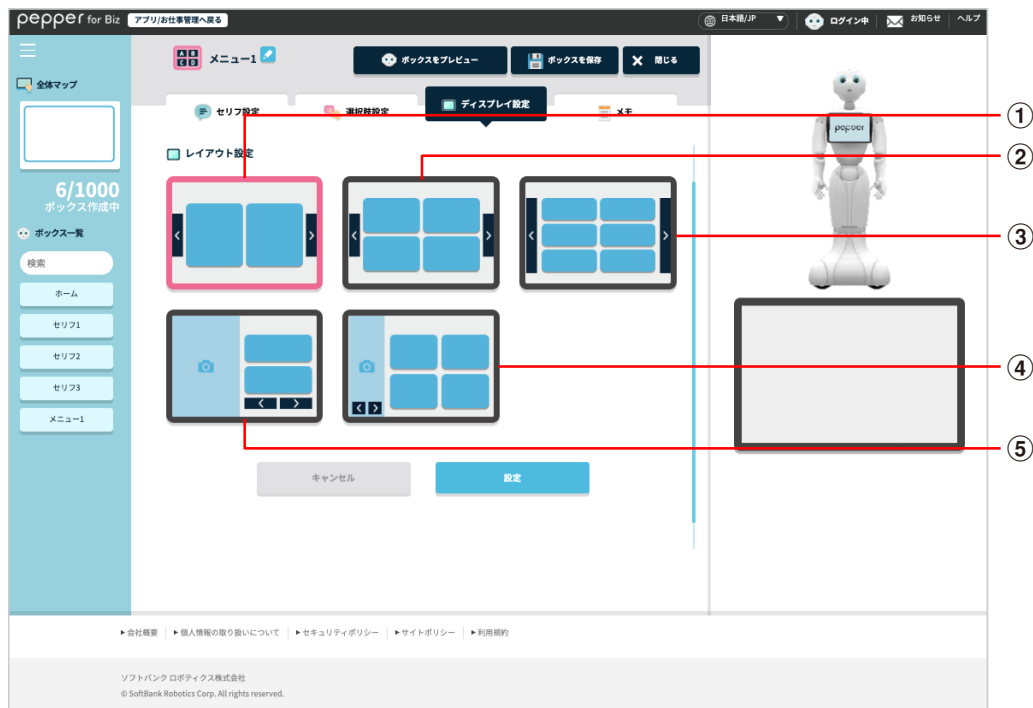 pepper for Biz アプリ/お仕事管理へ戻る 日本語/JP ▼ ログイン中 お知らせ ヘルプ
全体マップ
6/1000
ボックス作成中
ボックス一覧
検索
ホーム
セリフ1
セリフ2
セリフ3
メニュー1
A B C D
メニュー1
ボックスをプレビュー ボックスを保存 × 閉じる
セリフ設定 選択肢設定 ディスプレイ設定 メモ
レイアウト設定
キャンセル 設定
pepper
①
②
③
④
⑤
▶会社概要 ▶個人情報の取り扱いについて ▶セキュリティポリシー ▶サイトポリシー ▶利用規約
ソフトバンク ロボティクス株式会社
© SoftBank Robotics Corp. All rights reserved.